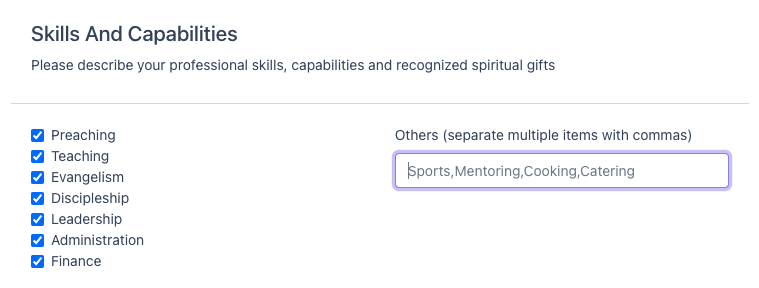 Skills And Capabilities
Please describe your professional skills, capabilities and recognized spiritual gifts
Preaching
Teaching
Evangelism
Discipleship
Leadership
Administration
Finance
Others (separate multiple items with commas)
Sports,Mentoring,Cooking,Catering